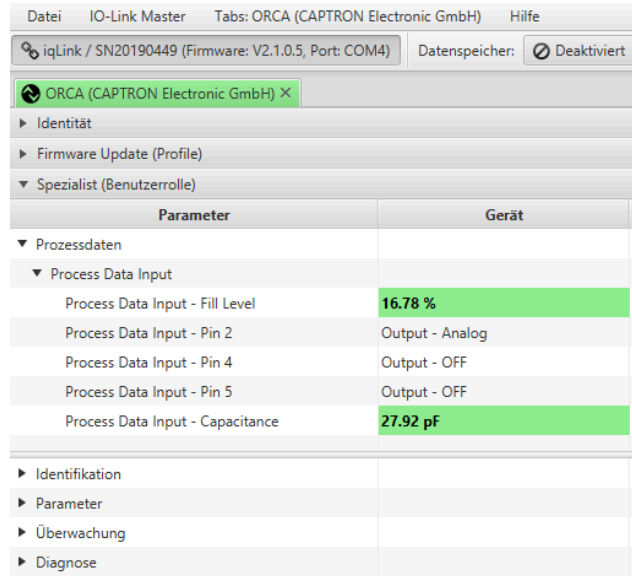 Datei IO-Link Master Tabs: ORCA (CAPTRON Electronic GmbH) Hilfe
iqLink / SN20190449 (Firmware: V2.1.0.5, Port: COM4) Datenspeicher: Deaktiviert
ORCA (CAPTRON Electronic GmbH)
Identität
Firmware Update (Profile)
Spezialist (Benutzerrolle)
Parameter Gerät
Prozessdaten
Process Data Input
Process Data Input - Fill Level 16.78 %
Process Data Input - Pin 2 Output - Analog
Process Data Input - Pin 4 Output - OFF
Process Data Input - Pin 5 Output - OFF
Process Data Input - Capacitance 27.92 pF
Identifikation
Parameter
Überwachung
Diagnose